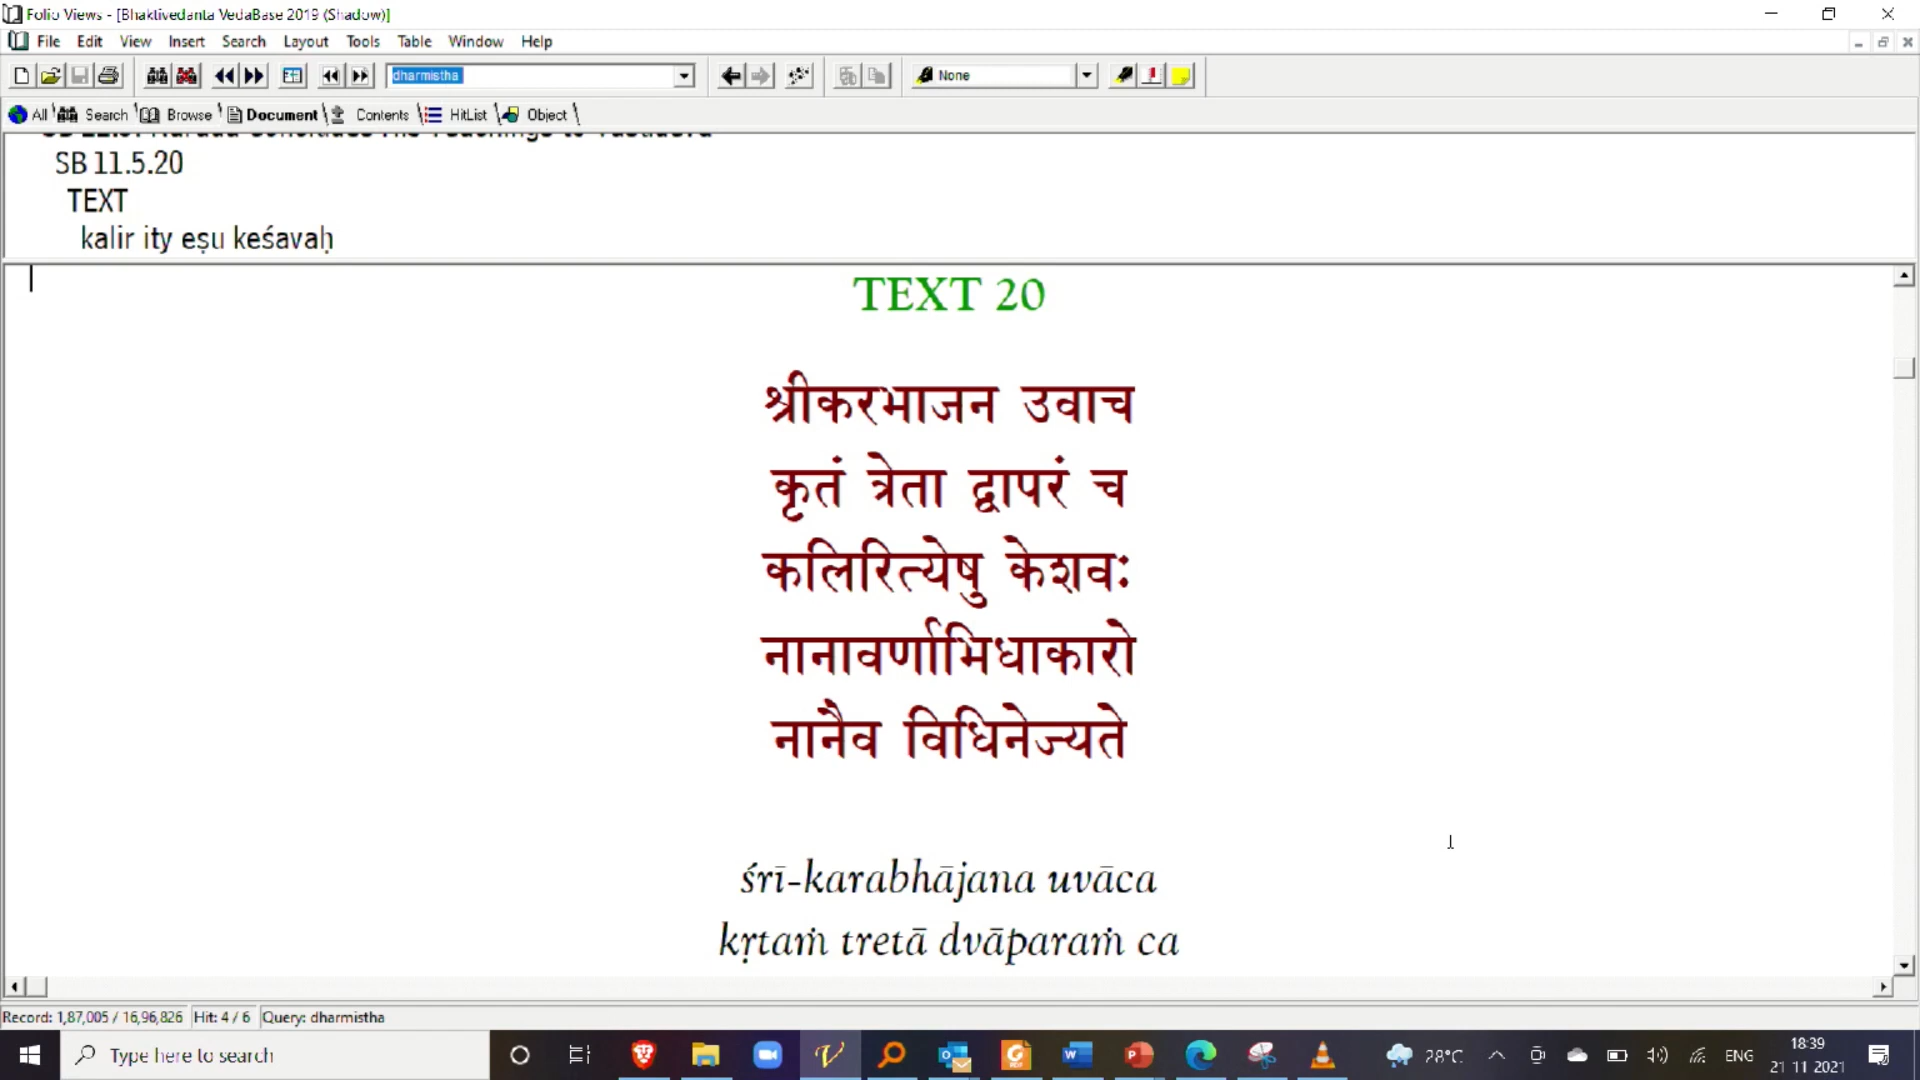 Folio Views - [Bhaktivedanta VedaBase 2019 (Shadow)]
File Edit View Insert Search Layout Tools Table Window Help
dharmistha None
All Search Browse Document Contents HitList Object
SB 11.5.20
TEXT
kalir ity eṣu keśavaḥ
TEXT 20
श्रीकरभाजन उवाच
कृतं त्रेता द्वापरं च
कलिरित्येषु केशवः
नानावर्णाभिधाकारो
नानैव विधिनेज्यते
śrī-karabhājana uvāca
kṛtaṁ tretā dvāparaṁ ca
Record: 1,87,005 / 16,96,826 Hit: 4 / 6 Query: dharmistha
Type here to search 28°C ENG 18:39
21-11-2021